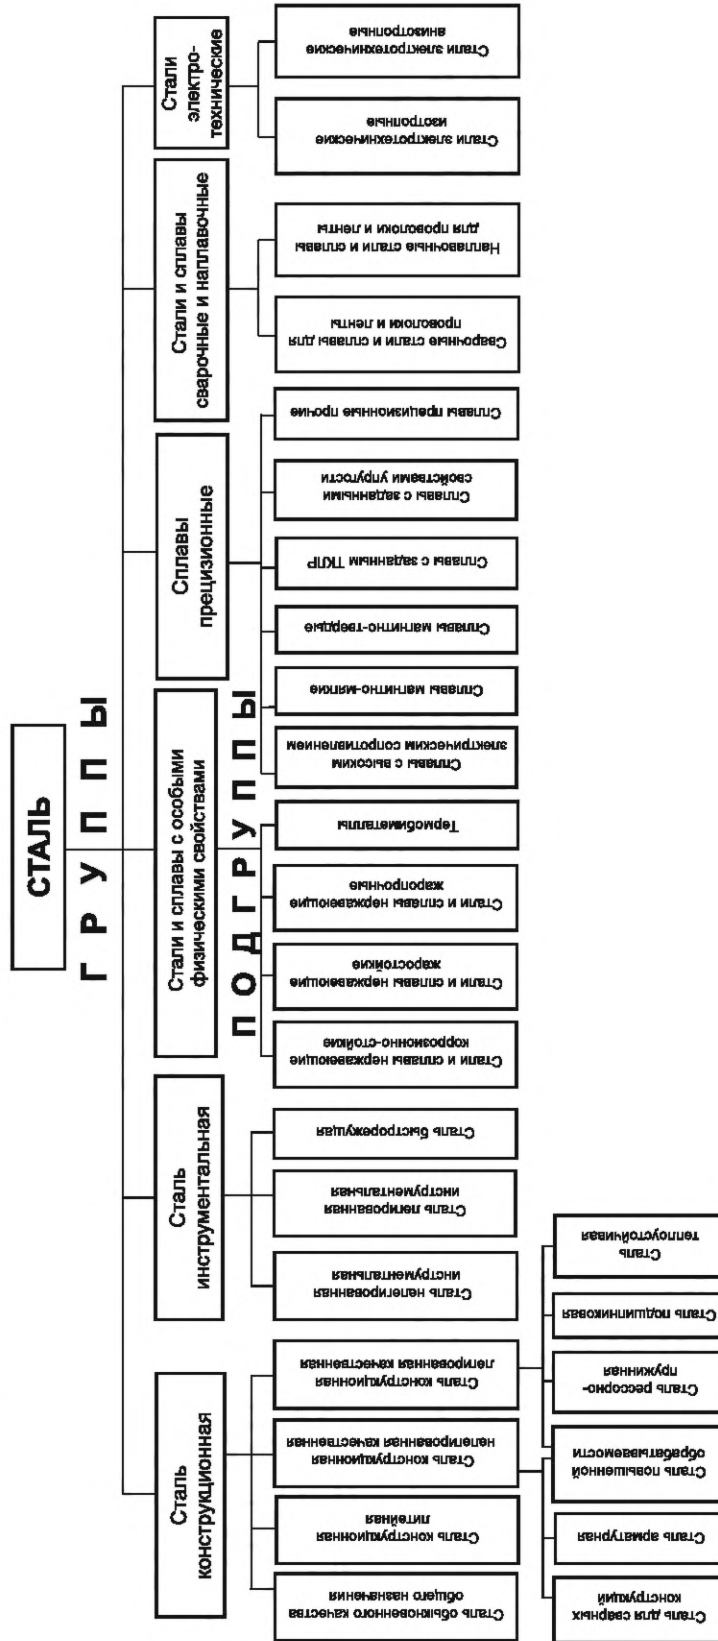 СТАЛЬ
ГРУППЫ
Сталь
конструкционная
Сталь
инструментальная
Стали и сплавы с особыми
физическими свойствами
Сплавы
прецизионные
Стали и сплавы
сварочные и наплавочные
Стали
электро-
технические
ПОДГРУППЫ
Сталь обыкновенного качества
общего назначения
Сталь конструкционная
литейная
Сталь конструкционная
нелегированная качественная
Сталь конструкционная
легированная качественная
Сталь нелегированная
инструментальная
Сталь легированная
инструментальная
Сталь быстрорежущая
Стали и сплавы нержавеющие
коррозионно-стойкие
Стали и сплавы нержавеющие
жаростойкие
Стали и сплавы нержавеющие
жаропрочные
Термобиметаллы
Сплавы с высоким
электрическим сопротивлением
Сплавы магнитно-мягкие
Сплавы магнитно-твердые
Сплавы с заданным ТКЛР
Сплавы с заданными
свойствами упругости
Сплавы прецизионные прочие
Сварочные стали и сплавы для
проволоки и ленты
Наплавочные стали и сплавы
для проволоки и ленты
Стали электротехнические
изотропные
Стали электротехнические
анизотропные
Сталь для сварных
конструкций
Сталь арматурная
Сталь повышенной
обрабатываемости
Сталь рессорно-
пружинная
Сталь подшипниковая
Сталь
теплоустойчивая